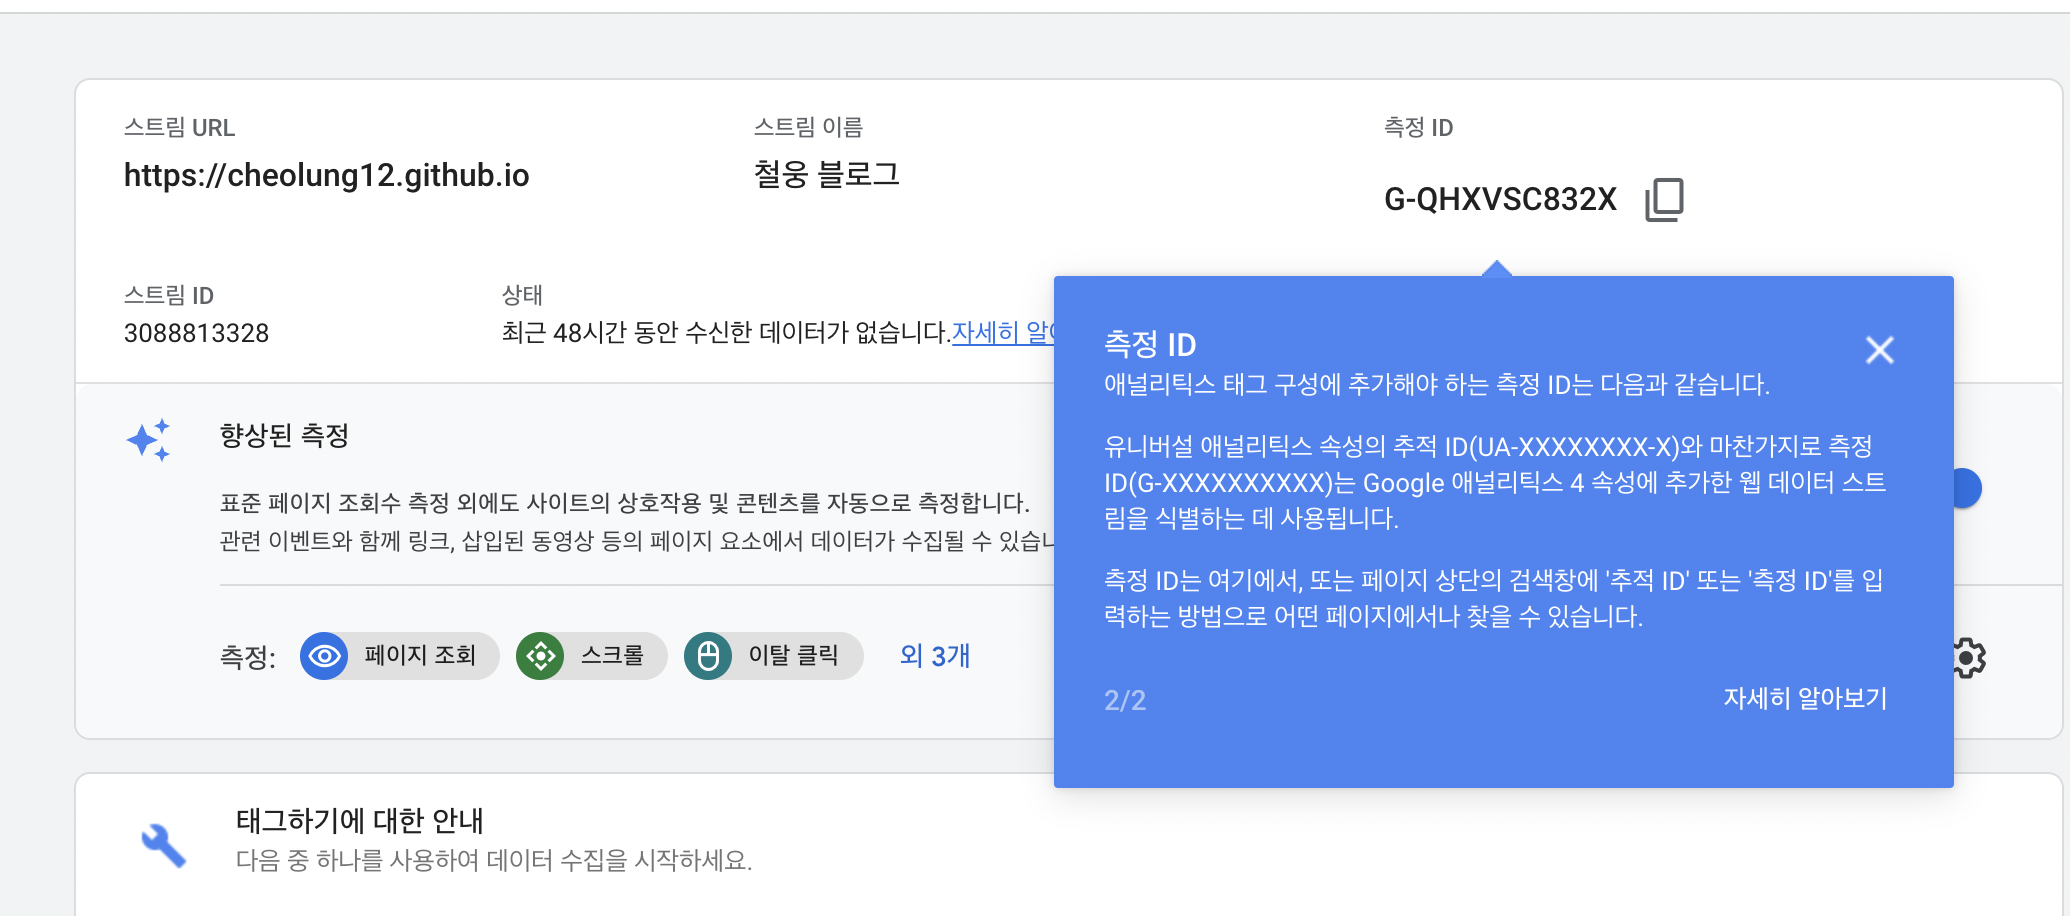 스트림 URL
https://cheolung12.github.io
스트림 이름
철웅 블로그
측정 ID
G-QHXVSC832X
스트림 ID
3088813328
상태
최근 48시간 동안 수신한 데이터가 없습니다.자세히
측정 ID
애널리틱스 태그 구성에 추가해야 하는 측정 ID는 다음과 같습니다.
유니버설 애널리틱스 속성의 추적 ID(UA-XXXXXXXX-X)와 마찬가지로 측정
ID(G-XXXXXXXXXX)는 Google 애널리틱스 4 속성에 추가한 웹 데이터 스트
림을 식별하는 데 사용됩니다.
측정 ID는 여기에서, 또는 페이지 상단의 검색창에 '추적 ID' 또는 '측정 ID'를 입
력하는 방법으로 어떤 페이지에서나 찾을 수 있습니다.
2/2
자세히 알아보기
향상된 측정
표준 페이지 조회수 측정 외에도 사이트의 상호작용 및 콘텐츠를 자동으로 측정합니다.
관련 이벤트와 함께 링크, 삽입된 동영상 등의 페이지 요소에서 데이터가 수집될 수
측정:
페이지 조회
스크롤
이탈 클릭
외 3개
태그하기에 대한 안내
다음 중 하나를 사용하여 데이터 수집을 시작하세요.